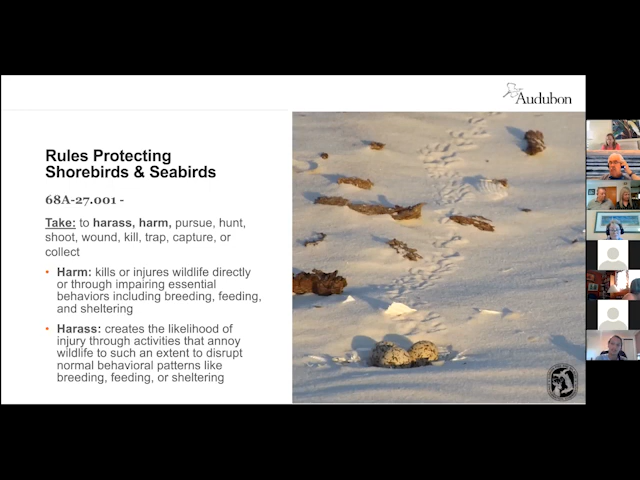 Audubon
Rules Protecting
Shorebirds & Seabirds
68A-27.001 -
Take: to harass, harm, pursue, hunt,
shoot, wound, kill, trap, capture, or
collect
• Harm: kills or injures wildlife directly
or through impairing essential
behaviors including breeding, feeding,
and sheltering
• Harass: creates the likelihood of
injury through activities that annoy
wildlife to such an extent to disrupt
normal behavioral patterns like
breeding, feeding, or sheltering